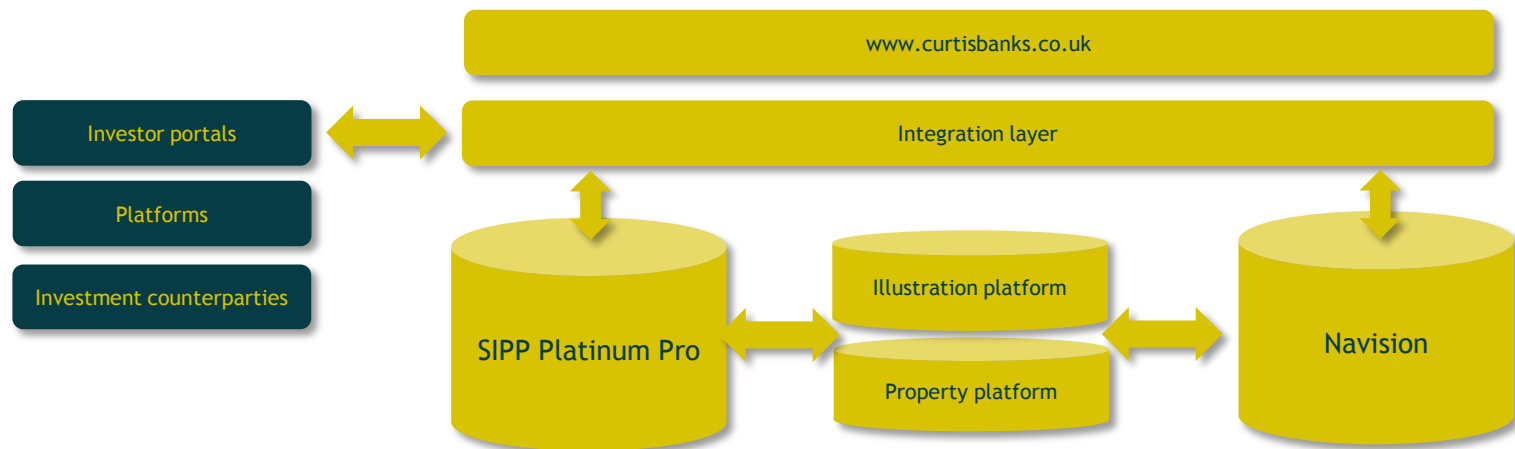 www.curtisbanks.co.uk
Investor portals
Integration layer
Platforms
Investment counterparties
Illustration platform
SIPP Platinum Pro
Navision
Property platform